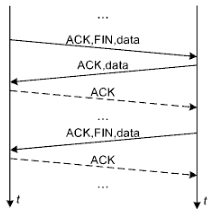 ...
ACK,FIN,data
ACK,data
ACK
ACK,FIN,data
ACK
...
t
t